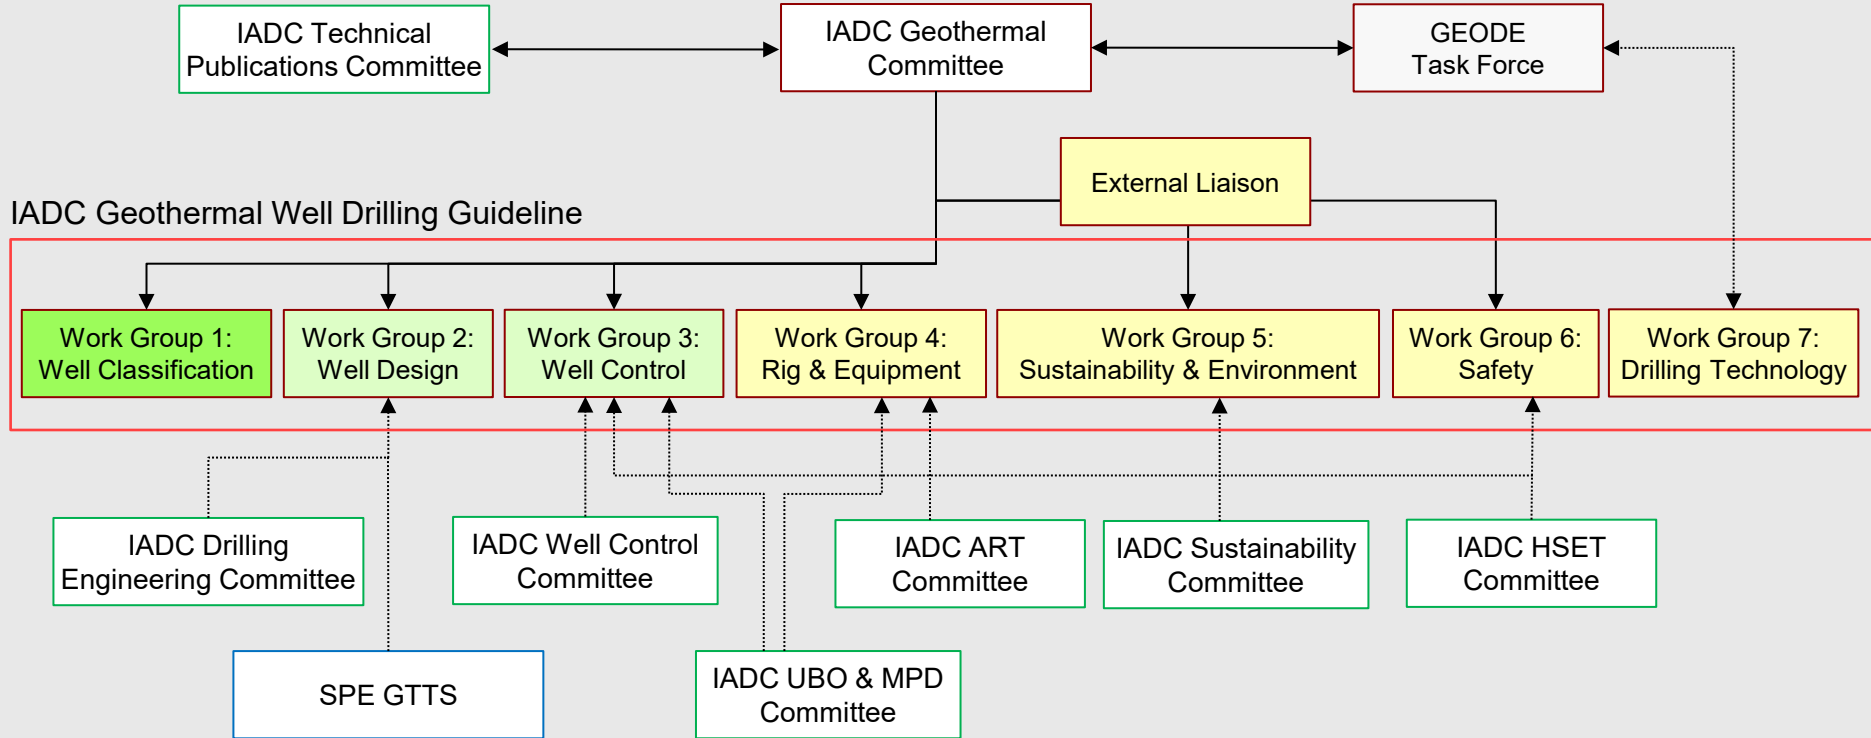 IADC Technical
Publications Committee
IADC Geothermal
Committee
GEODE
Task Force
External Liaison
IADC Geothermal Well Drilling Guideline
Work Group 1:
Well Classification
Work Group 2:
Well Design
Work Group 3:
Well Control
Work Group 4:
Rig & Equipment
Work Group 5:
Sustainability & Environment
Work Group 6:
Safety
Work Group 7:
Drilling Technology
IADC Drilling
Engineering Committee
IADC Well Control
Committee
IADC ART
Committee
IADC Sustainability
Committee
IADC HSET
Committee
SPE GTTS
IADC UBO & MPD
Committee